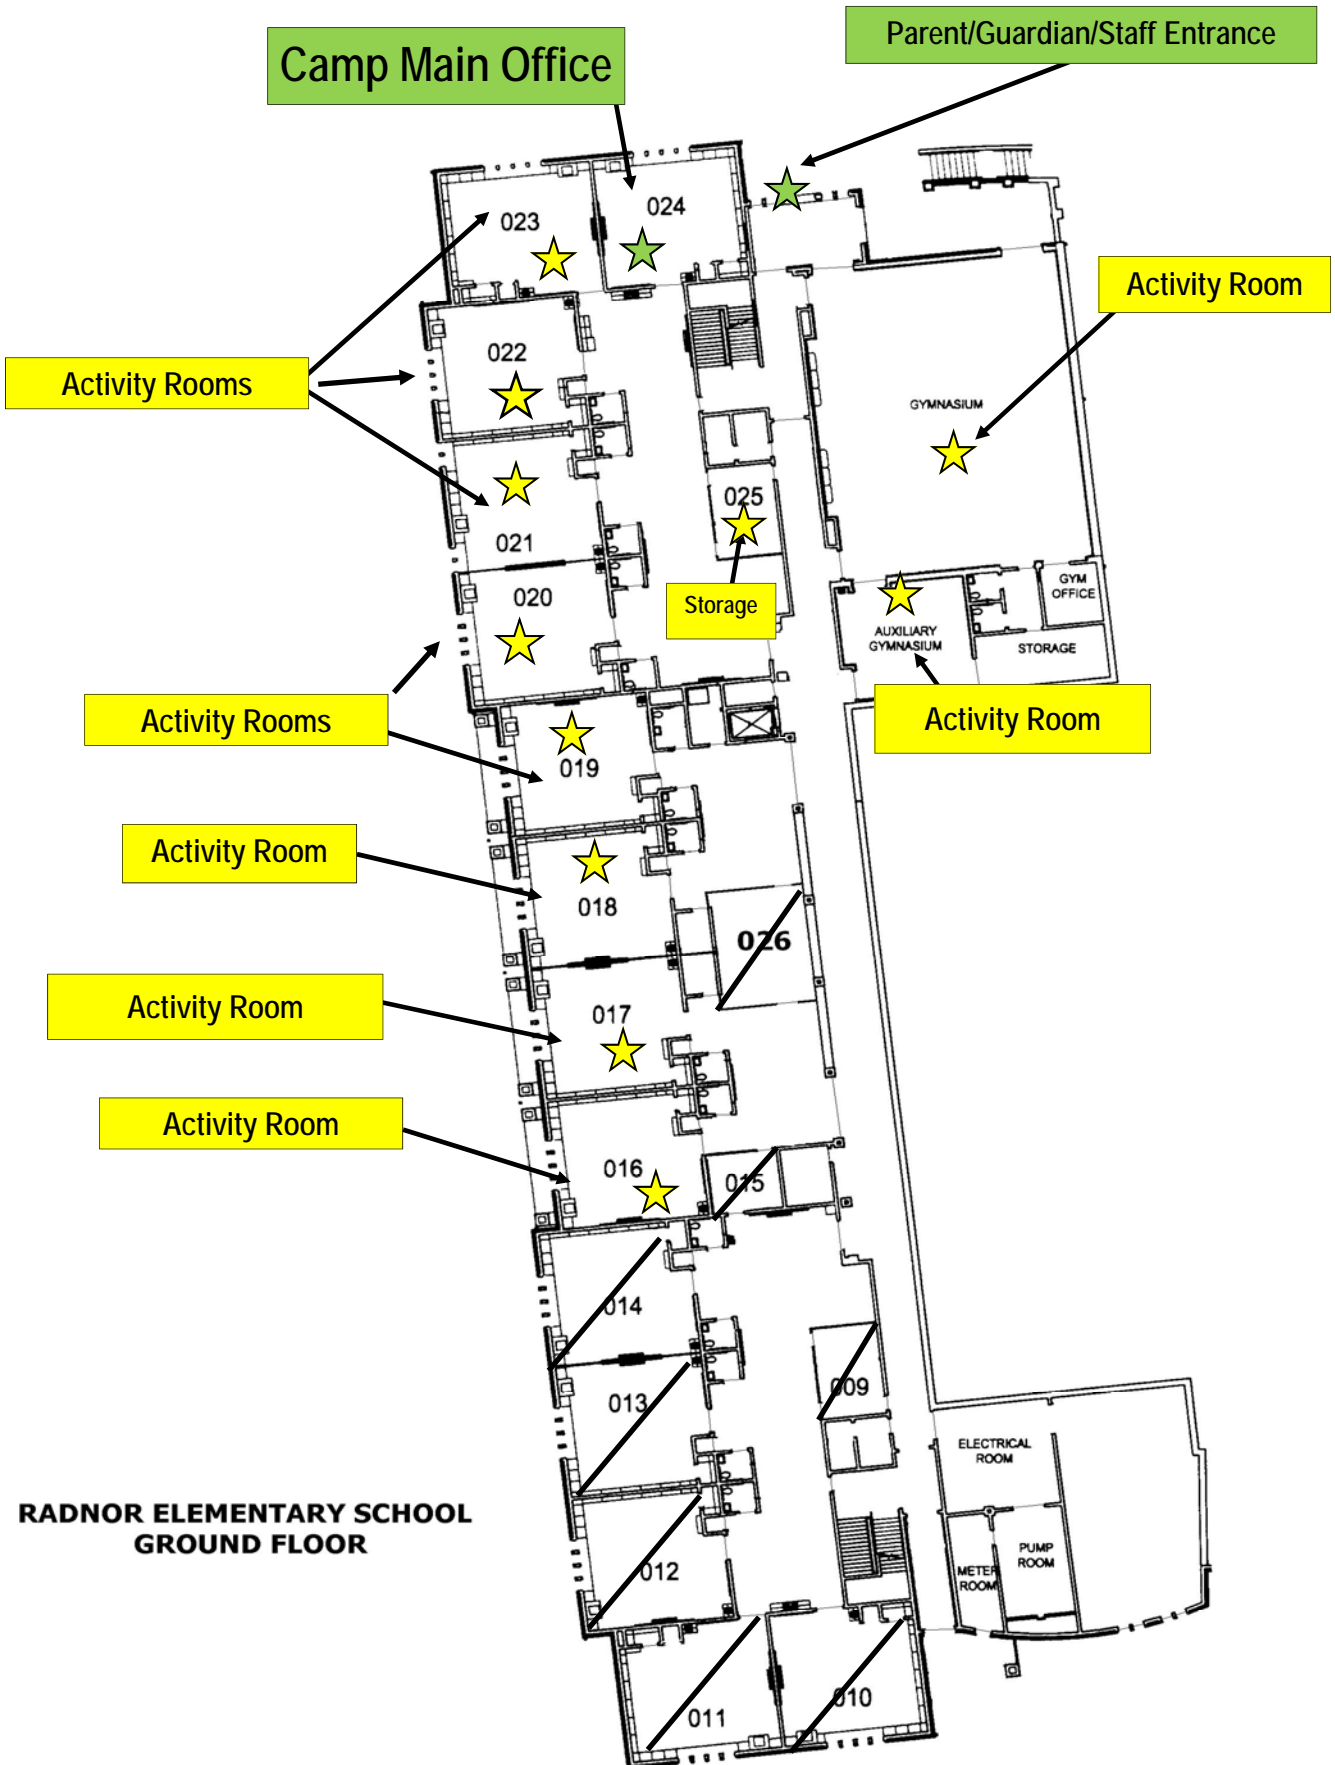 Parent/Guardian/Staff Entrance
Camp Main Office
023
024
Activity Room
022
Activity Rooms
GYMNASIUM
025
021
020
Storage
GYM
OFFICE
AUXILIARY
GYMNASIUM
STORAGE
Activity Rooms
Activity Room
019
Activity Room
018
026
Activity Room
017
Activity Room
016
015
014
009
013
ELECTRICAL
ROOM
RADNOR ELEMENTARY SCHOOL
GROUND FLOOR
PUMP
ROOM
METER
ROOM
012
010
011